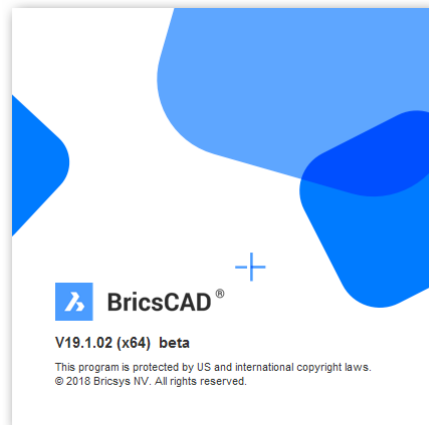 BricsCAD®
V19.1.02 (x64) beta
This program is protected by US and international copyright laws.
© 2018 Bricsys NV. All rights reserved.